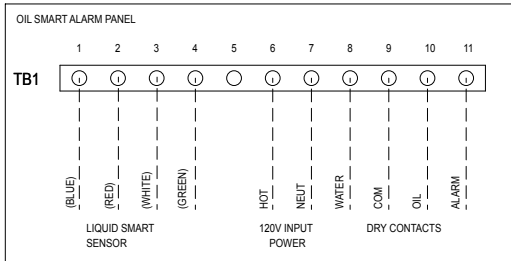 OIL SMART ALARM PANEL
1 2 3 4 5 6 7 8 9 10 11
TB1
(BLUE) (RED) (WHITE) (GREEN) HOT NEUT WATER COM OIL ALARM
LIQUID SMART 120V INPUT DRY CONTACTS
SENSOR POWER